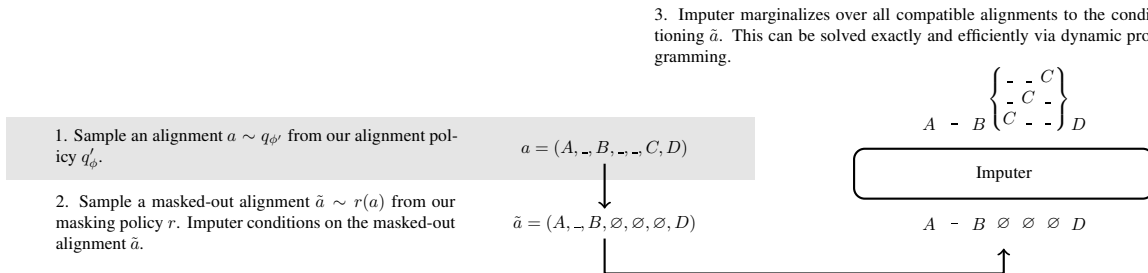 3. Imputer marginalizes over all compatible alignments to the condi
tioning ã. This can be solved exactly and efficiently via dynamic pro
gramming.
_ _ C
_ C _
A _ B { C _ _ } D
1. Sample an alignment a ∼ q_ϕ′ from our alignment pol-
icy q′_ϕ.
a = (A, _, B, _, _, C, D)
Imputer
2. Sample a masked-out alignment ã ∼ r(a) from our
masking policy r. Imputer conditions on the masked-out
alignment ã.
ã = (A, _, B, ∅, ∅, ∅, D)
A _ B ∅ ∅ ∅ D